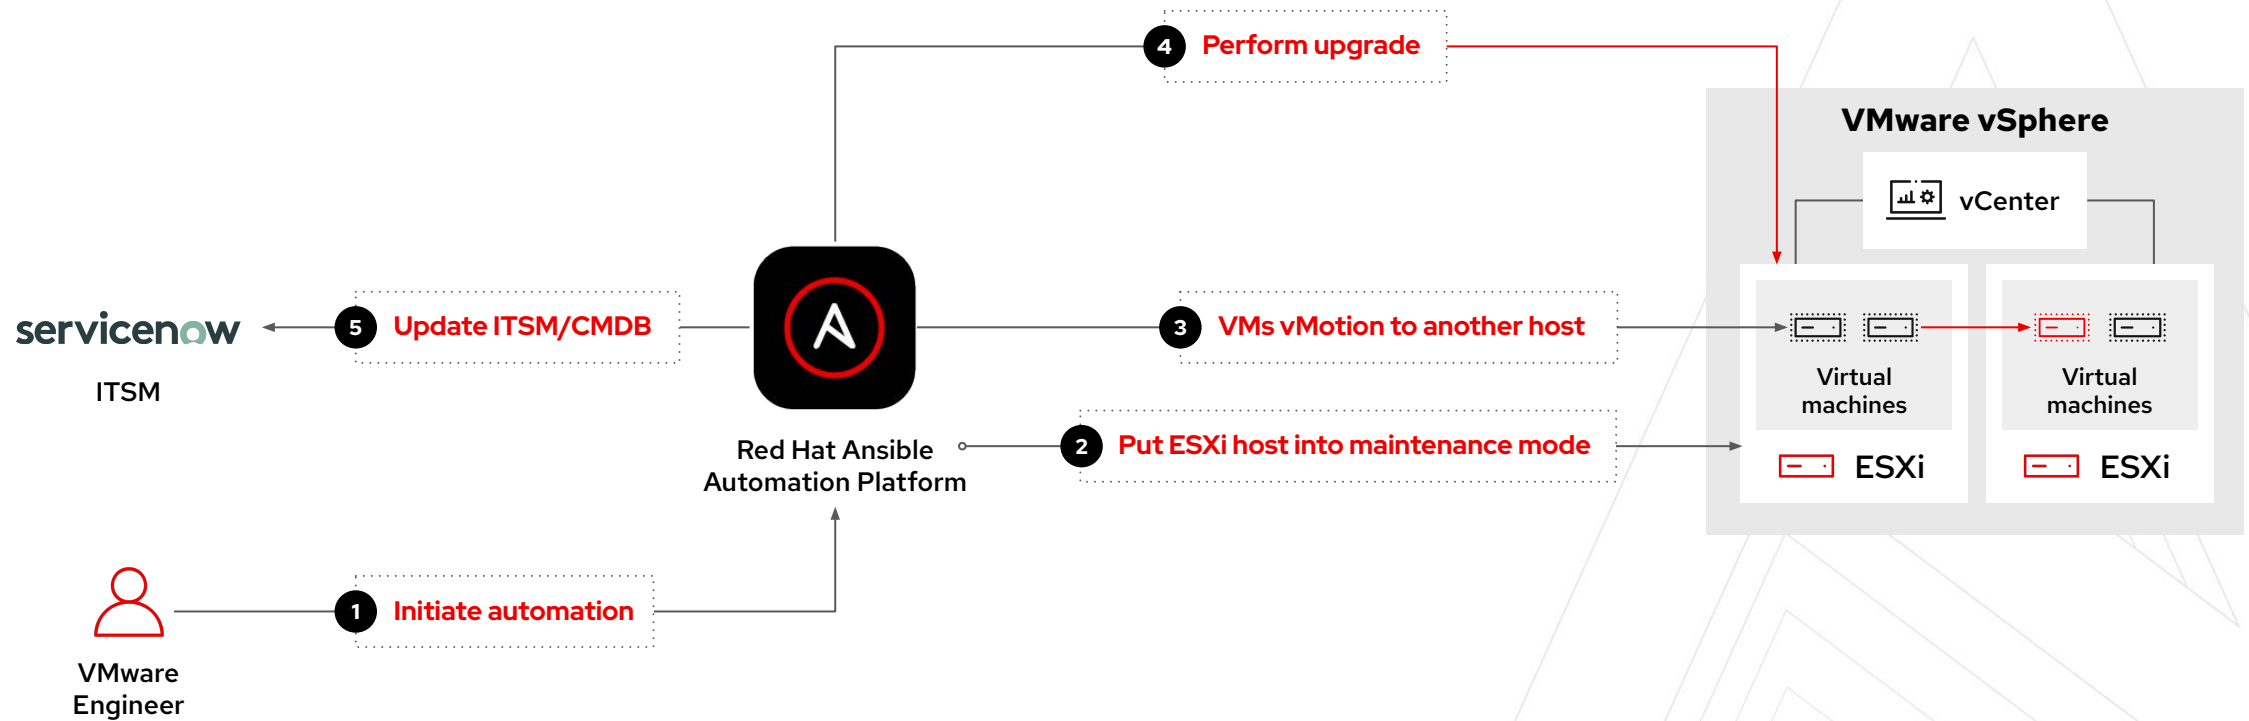 4 Perform upgrade
VMware vSphere
vCenter
servicenow
ITSM
5 Update ITSM/CMDB
3 VMs vMotion to another host
Virtual
machines
Virtual
machines
Red Hat Ansible
Automation Platform
2 Put ESXi host into maintenance mode
ESXi
ESXi
1 Initiate automation
VMware
Engineer